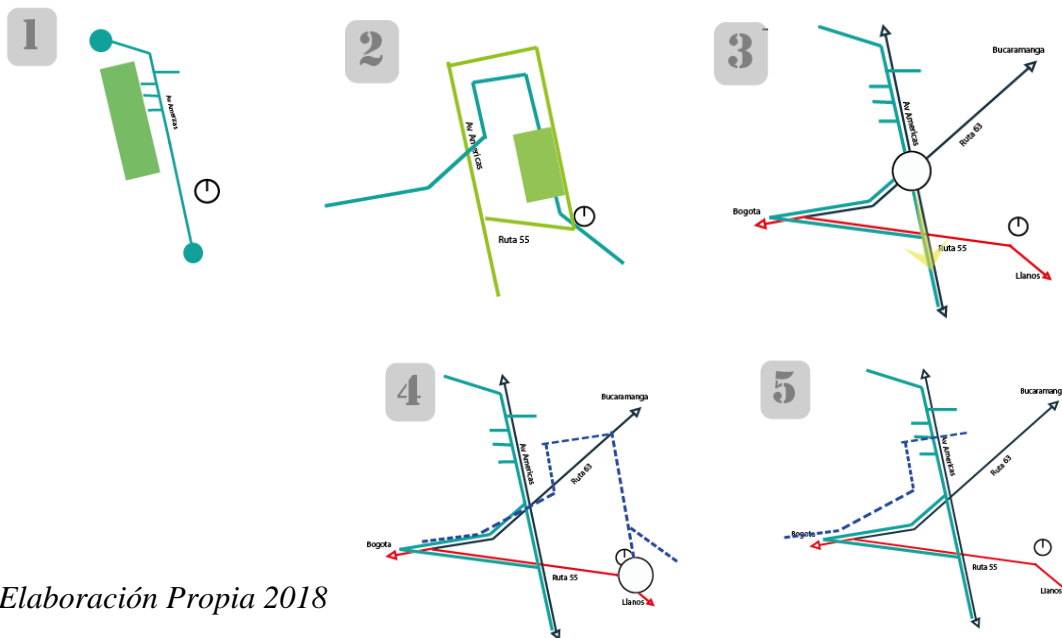 1
Av Americas
2
Av Americas
Ruta 55
3
Bucaramanga
Av Americas
Ruta 63
Bogota
Ruta 55
Llanos
4
Bucaramanga
Av Americas
Ruta 63
Bogota
Ruta 55
Llanos
5
Bucaramang
Av Americas
Ruta 63
Bogota
Ruta 55
Llanos
Elaboración Propia 2018